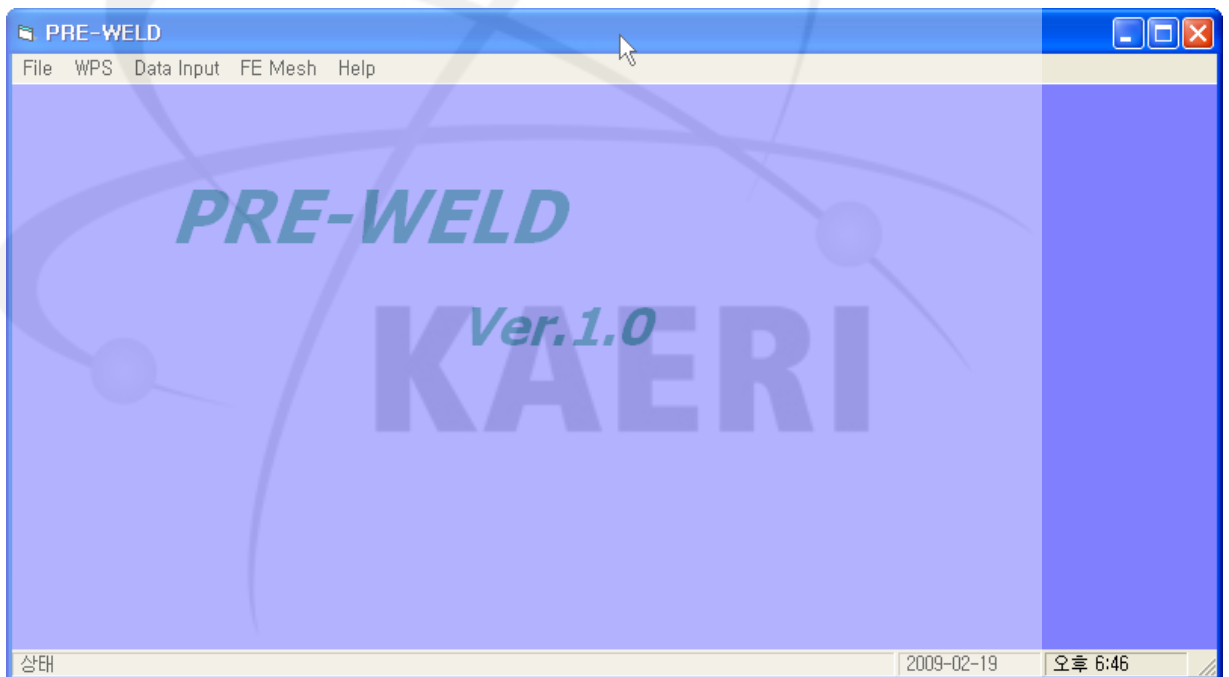 PRE-WELD
File WPS Data Input FE Mesh Help
PRE-WELD
Ver.1.0
KAERI
상태 2009-02-19 오후 6:46